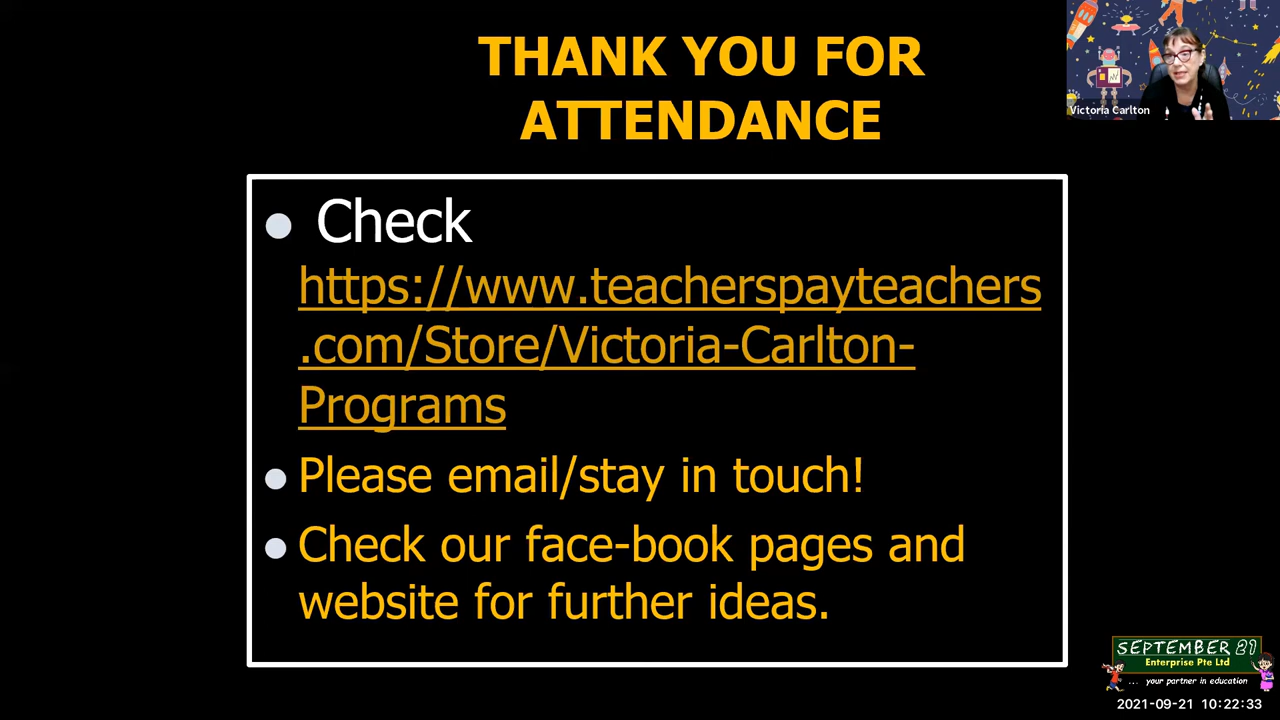 THANK YOU FOR
ATTENDANCE
Victoria Carlton
● Check
https://www.teacherspayteachers
.com/Store/Victoria-Carlton-
Programs
● Please email/stay in touch!
● Check our face-book pages and
website for further ideas.
SEPTEMBER 21
Enterprise Pte Ltd
... your partner in education
2021-09-21 10:22:33